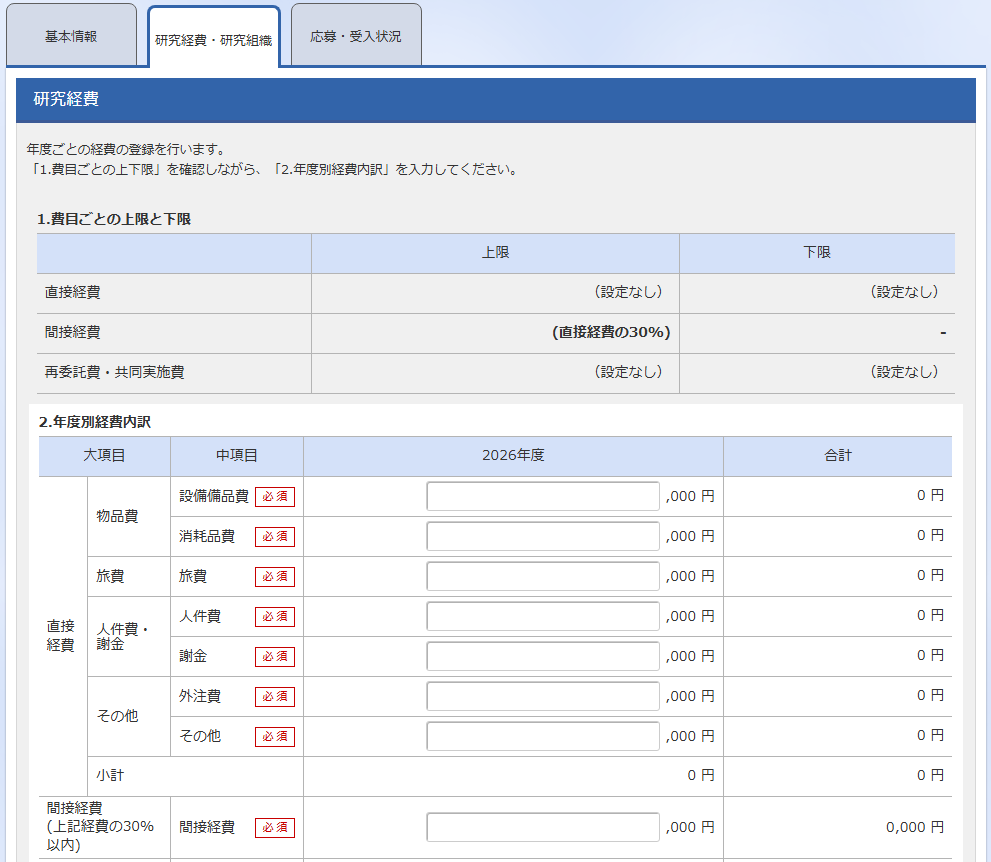 基本情報
研究経費・研究組織
応募・受入状況
研究経費
年度ごとの経費の登録を行います。
「1.費目ごとの上下限」を確認しながら、「2.年度別経費内訳」を入力してください。
1.費目ごとの上限と下限
上限 下限
直接経費 （設定なし） （設定なし）
間接経費 (直接経費の30%) -
再委託費・共同実施費 （設定なし） （設定なし）
2.年度別経費内訳
大項目 中項目 2026年度 合計
直接
経費
物品費
設備備品費 必須 ,000 円 0 円
消耗品費 必須 ,000 円 0 円
旅費 旅費 必須 ,000 円 0 円
人件費・
謝金
人件費 必須 ,000 円 0 円
謝金 必須 ,000 円 0 円
その他
外注費 必須 ,000 円 0 円
その他 必須 ,000 円 0 円
小計 0 円 0 円
間接経費
(上記経費の30%
以内)
間接経費 必須 ,000 円 0,000 円